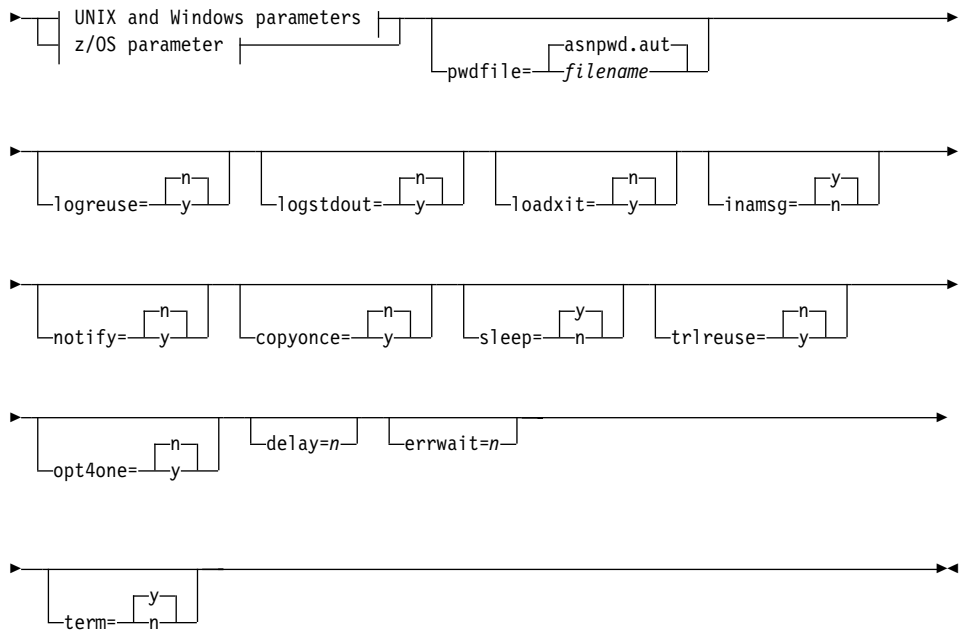 UNIX and Windows parameters
z/OS parameter
asnpwd.aut
pwdfile= filename
n n n y
logreuse= y logstdout= y loadxit= y inamsg= n
n n y n
notify= y copyonce= y sleep= n trlreuse= y
delay=n errwait=n
n
opt4one= y
y
term= n